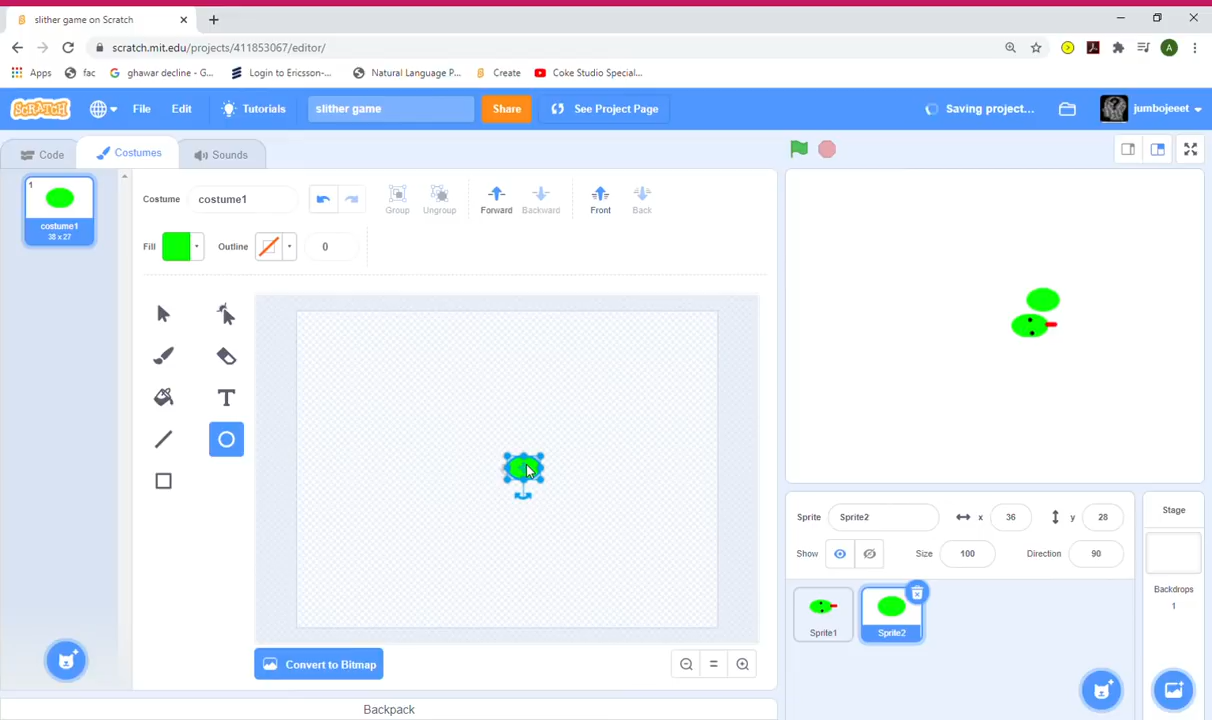 slither game on Scratch
scratch.mit.edu/projects/411853067/editor/
A
Apps
fac
ghawar decline - G...
Login to Ericsson-...
Natural Language P...
Create
Coke Studio Special...
SCRATCH
File
Edit
Tutorials
slither game
Share
See Project Page
Saving project...
jumbojeeet
Code
Costumes
Sounds
1
costume1
38 x 27
Costume
costume1
Group
Ungroup
Forward
Backward
Front
Back
Fill
Outline
0
T
Convert to Bitmap
Backpack
Sprite
Sprite2
x
36
y
28
Show
Size
100
Direction
90
Sprite1
Sprite2
Stage
Backdrops
1